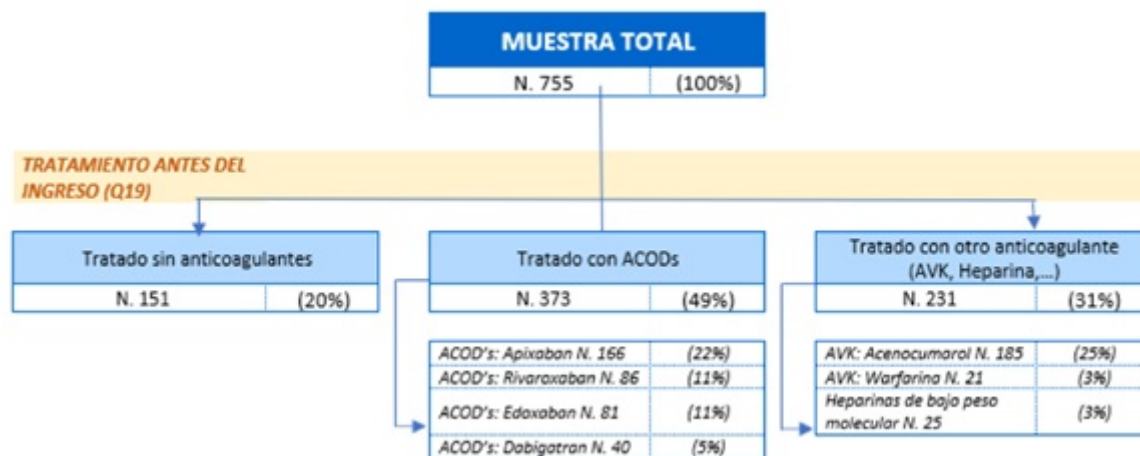 MUESTRA TOTAL
N. 755 (100%)
TRATAMIENTO ANTES DEL
INGRESO (Q19)
Tratado sin anticoagulantes
N. 151 (20%)
Tratado con ACODs
N. 373 (49%)
ACOD's: Apixaban N. 166 (22%)
ACOD's: Rivaroxaban N. 86 (11%)
ACOD's: Edoxaban N. 81 (11%)
ACOD's: Dabigatran N. 40 (5%)
Tratado con otro anticoagulante
(AVK, Heparina,...)
N. 231 (31%)
AVK: Acenocumarol N. 185 (25%)
AVK: Warfarina N. 21 (3%)
Heparinas de bajo peso
molecular N. 25 (3%)